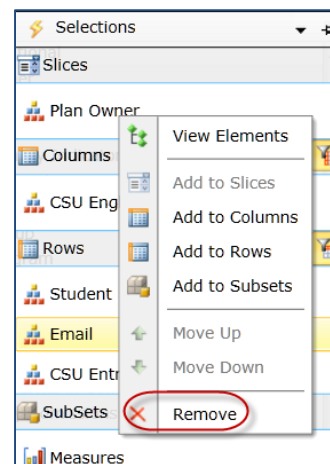 Selections
Slices
Plan Owner
View Elements
Columns
Add to Slices
CSU Eng
Add to Columns
Rows
Add to Rows
Student
Add to Subsets
Email
Move Up
CSU Entr
Move Down
SubSets
Remove
Measures